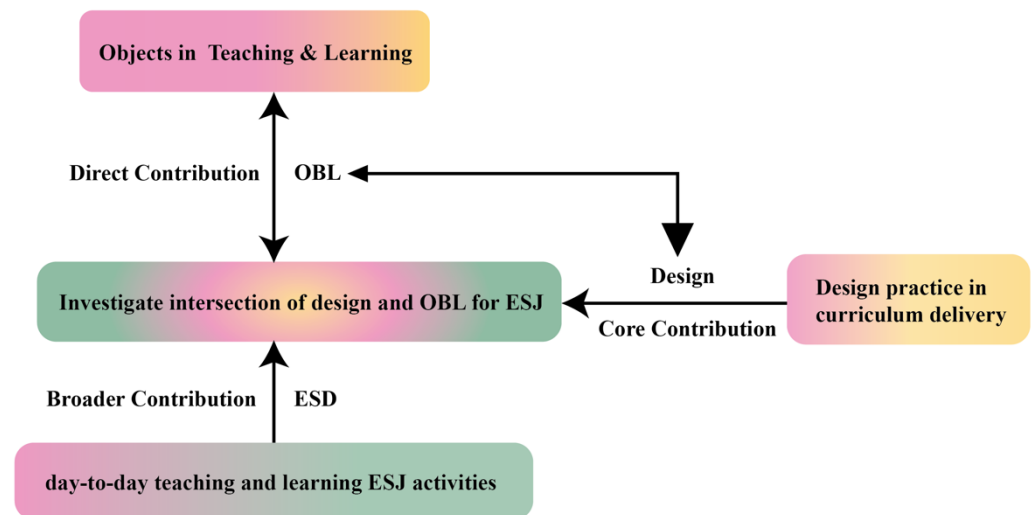 Objects in Teaching & Learning
Direct Contribution
OBL
Design
Investigate intersection of design and OBL for ESJ
Core Contribution
Design practice in
curriculum delivery
Broader Contribution
ESD
day-to-day teaching and learning ESJ activities